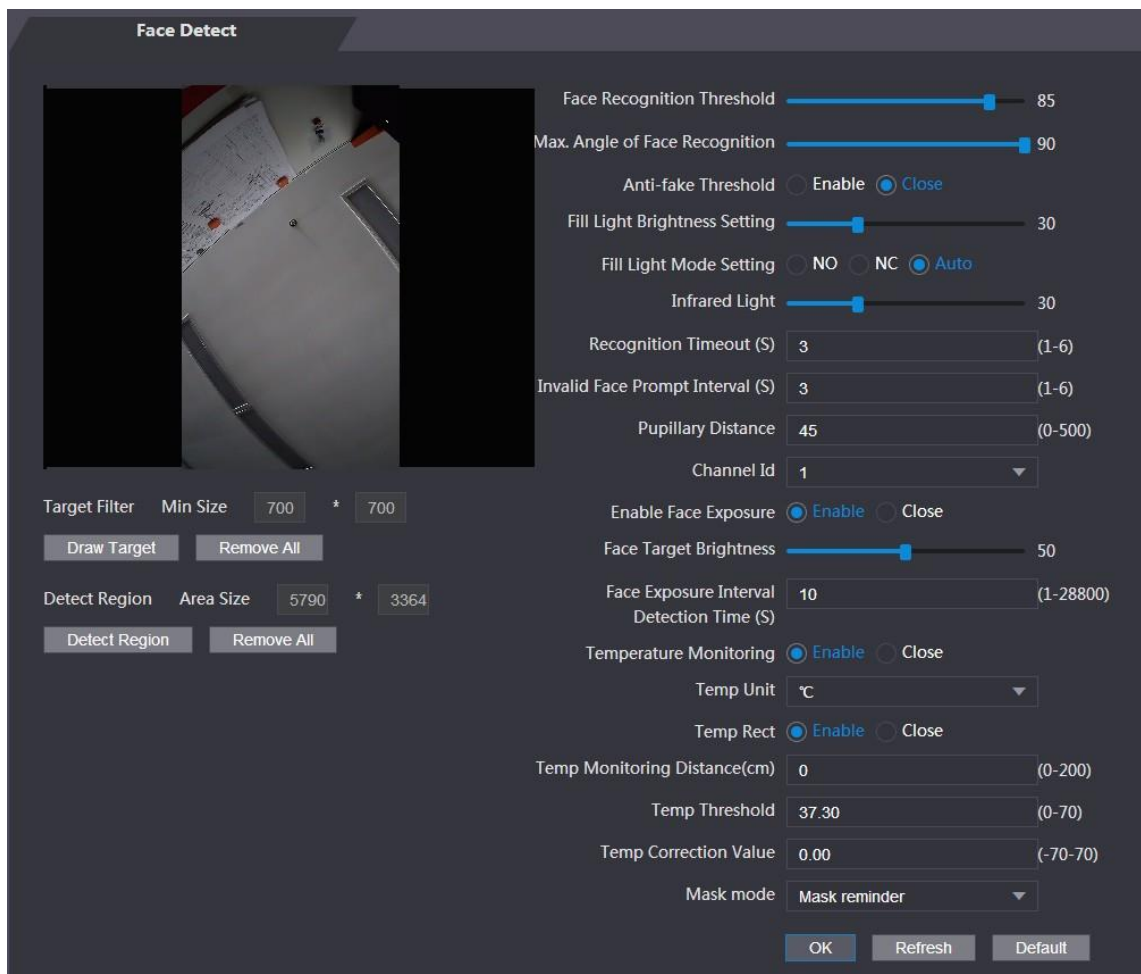 Face Detect
Face Recognition Threshold 85
Max. Angle of Face Recognition 90
Anti-fake Threshold Enable Close
Fill Light Brightness Setting 30
Fill Light Mode Setting NO NC Auto
Infrared Light 30
Recognition Timeout (S) 3 (1-6)
Invalid Face Prompt Interval (S) 3 (1-6)
Pupillary Distance 45 (0-500)
Channel Id 1
Target Filter Min Size 700 * 700
Draw Target Remove All
Detect Region Area Size 5790 * 3364
Detect Region Remove All
Enable Face Exposure Enable Close
Face Target Brightness 50
Face Exposure Interval
Detection Time (S) 10 (1-28800)
Temperature Monitoring Enable Close
Temp Unit ℃
Temp Rect Enable Close
Temp Monitoring Distance(cm) 0 (0-200)
Temp Threshold 37.30 (0-70)
Temp Correction Value 0.00 (-70-70)
Mask mode Mask reminder
OK Refresh Default